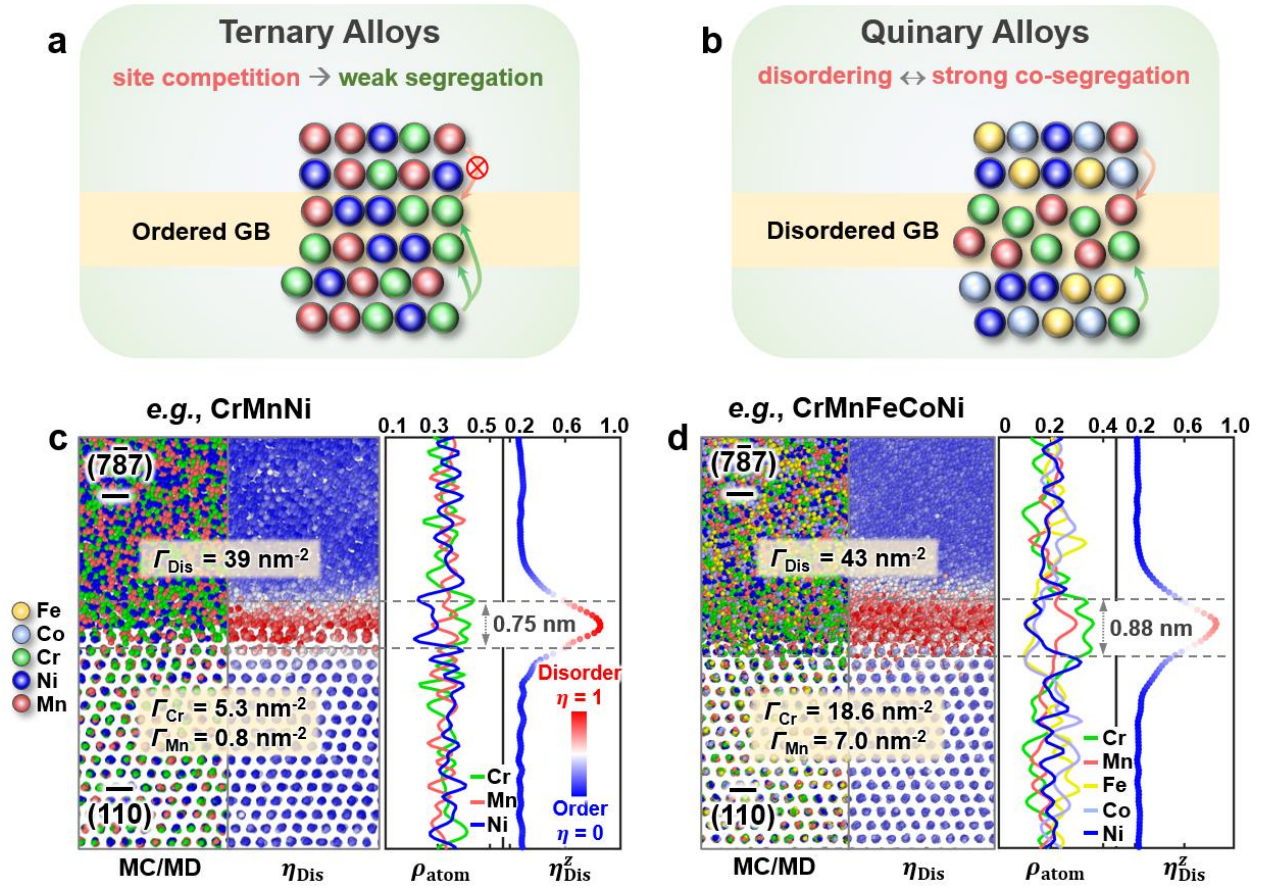 a
Ternary Alloys
site competition → weak segregation
Ordered GB
b
Quinary Alloys
disordering ↔ strong co-segregation
Disordered GB
e.g., CrMnNi
c
0.1 0.3 0.5 0.2 0.6 1.0
(78̄7)
Γ_Dis = 39 nm⁻²
Fe
Co
Cr
Ni
Mn
0.75 nm
Disorder
η = 1
Γ_Cr = 5.3 nm⁻²
Γ_Mn = 0.8 nm⁻²
Cr
Mn
Ni
Order
η = 0
(1̄10)
MC/MD η_Dis ρ_atom η^z_Dis
e.g., CrMnFeCoNi
d
0 0.2 0.4 0.2 0.6 1.0
(78̄7)
Γ_Dis = 43 nm⁻²
0.88 nm
Γ_Cr = 18.6 nm⁻²
Γ_Mn = 7.0 nm⁻²
Cr
Mn
Fe
Co
Ni
(1̄10)
MC/MD η_Dis ρ_atom η^z_Dis